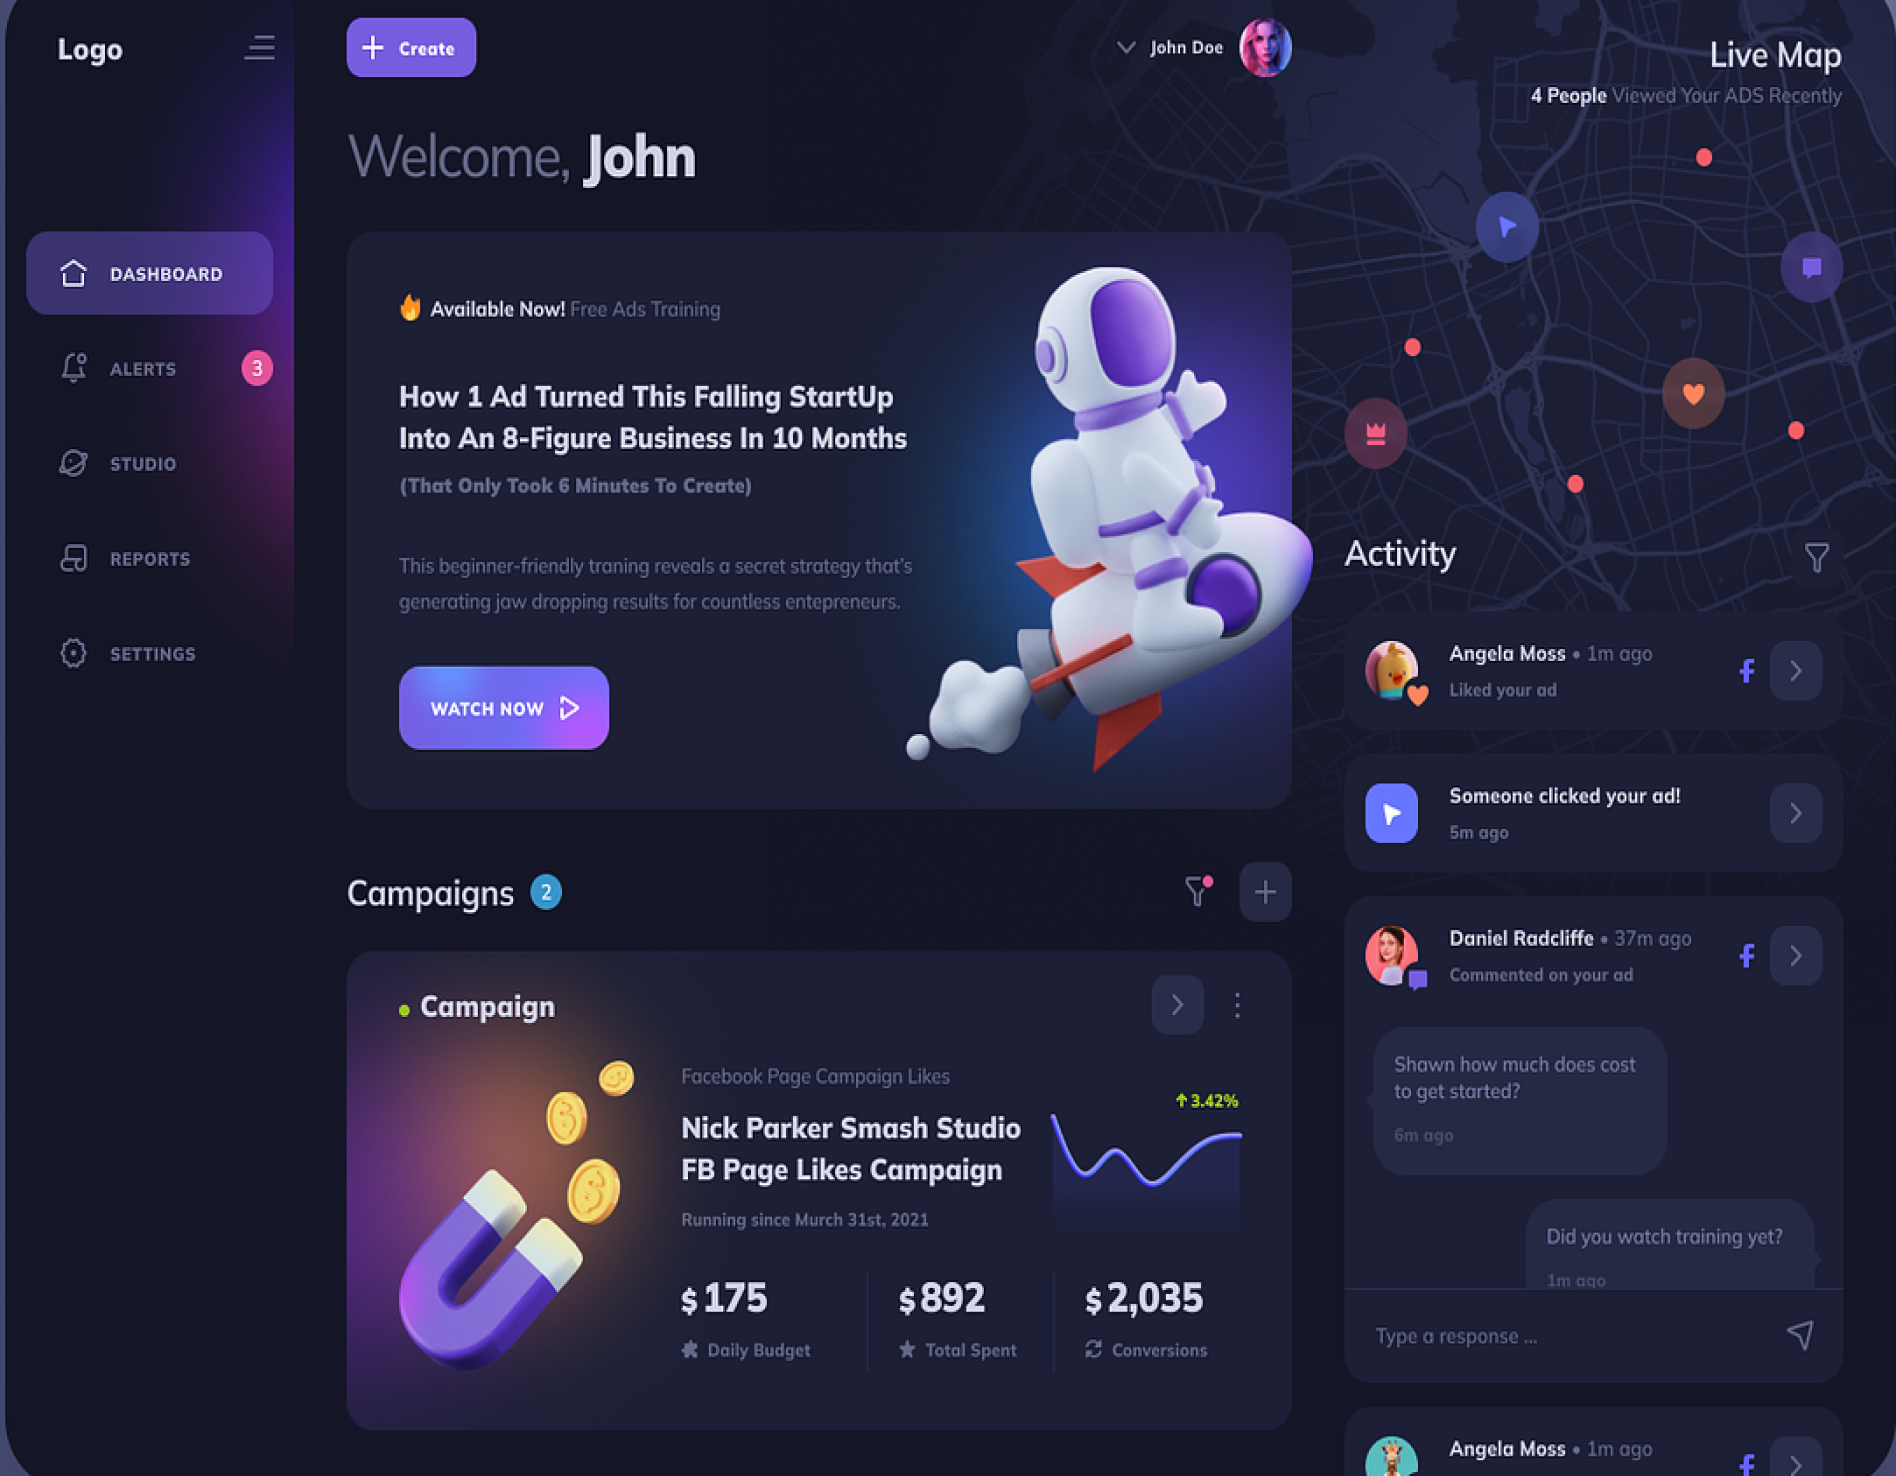 Logo
DASHBOARD
ALERTS
3
STUDIO
REPORTS
SETTINGS
Create
John Doe
Welcome, John
Available Now! Free Ads Training
How 1 Ad Turned This Falling StartUp
Into An 8-Figure Business In 10 Months
(That Only Took 6 Minutes To Create)
This beginner-friendly traning reveals a secret strategy that's
generating jaw dropping results for countless entepreneurs.
WATCH NOW
Campaigns 2
Campaign
Facebook Page Campaign Likes
Nick Parker Smash Studio
FB Page Likes Campaign
Running since Murch 31st, 2021
3.42%
$175
Daily Budget
$892
Total Spent
$2,035
Conversions
Live Map
4 People Viewed Your ADS Recently
Activity
Angela Moss • 1m ago
Liked your ad
Someone clicked your ad!
5m ago
Daniel Radcliffe • 37m ago
Commented on your ad
Shawn how much does cost
to get started?
6m ago
Did you watch training yet?
1m ago
Type a response ...
Angela Moss • 1m ago